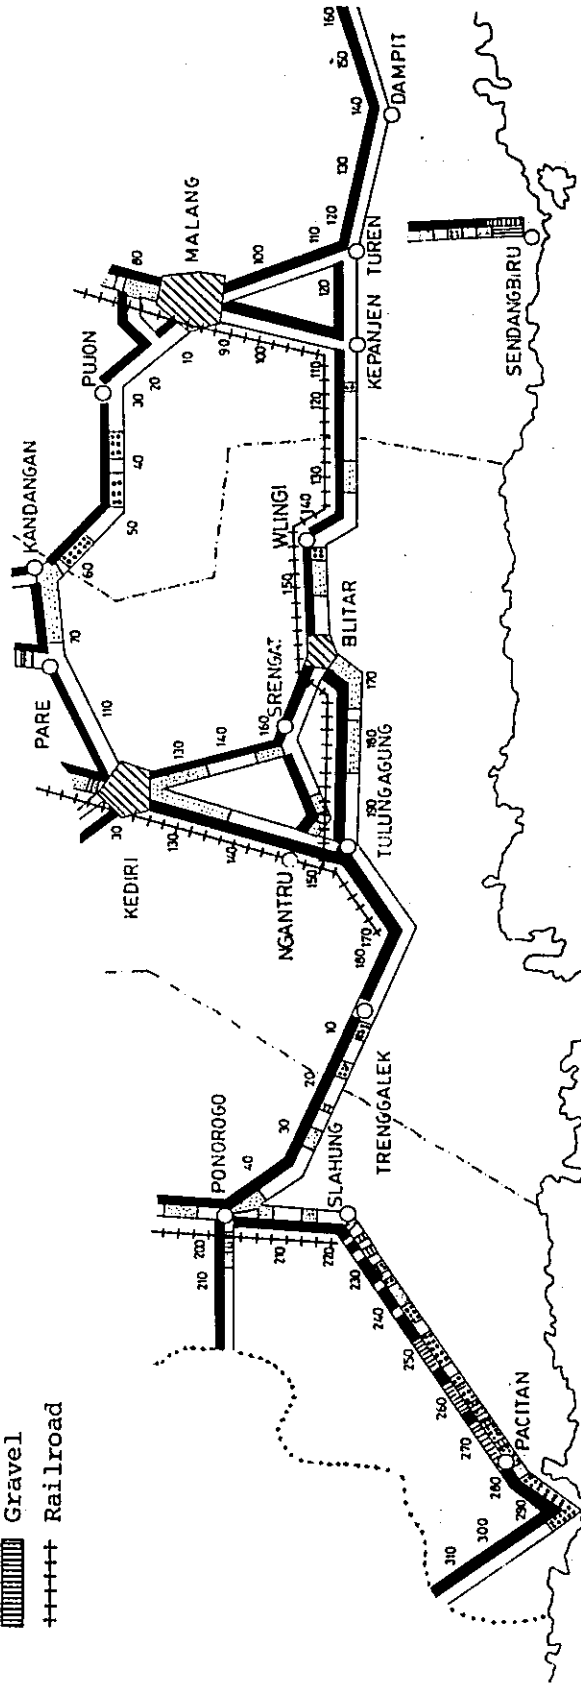 Gravel
Railroad
KANDANGAN
PARE
PUJON
MALANG
KEDIRI
80
10
20
30
40
50
60
70
110
90
100
110
120
130
140
150
100
110
120
120
130
140
150
160
DAMPIT
TUREN
KEPANJEN
SENDANGBIRU
WLINGI
BLITAR
SRENGAT
160
140
130
170
180
190
TULUNGAGUNG
NGANTRU
30
130
140
150
170
180
10
20
30
40
TRENGGALEK
PONOROGO
SLAHUNG
200
210
210
220
230
240
250
260
270
280
290
300
310
PACITAN